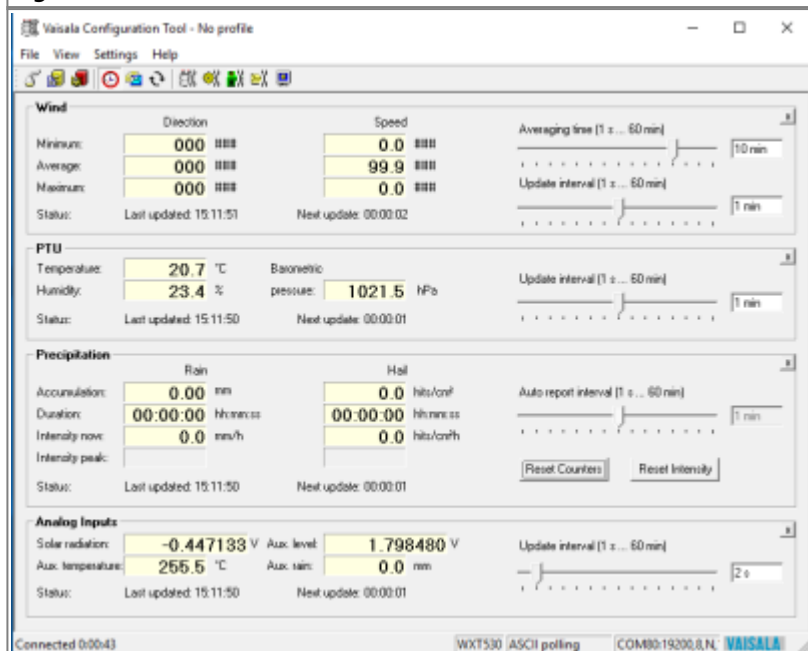 Vaisala Configuration Tool - No profile
File View Settings Help
Wind
Direction Speed
Minimum: 000 ### 0.0 ###
Average: 000 ### 99.9 ###
Maximum: 000 ### 0.0 ###
Status: Last updated: 15:11:51 Next update: 00:00:02
Averaging time (1 s ... 60 min)
10 min
Update interval (1 s ... 60 min)
1 min
PTU
Temperature: 20.7 °C Barometric
Humidity: 23.4 % pressure: 1021.5 hPa
Status: Last updated: 15:11:50 Next update: 00:00:01
Update interval (1 s ... 60 min)
1 min
Precipitation
Rain Hail
Accumulation: 0.00 mm 0.0 hits/cm²
Duration: 00:00:00 hh:mm:ss 00:00:00 hh:mm:ss
Intensity now: 0.0 mm/h 0.0 hits/cm²h
Intensity peak:
Status: Last updated: 15:11:50 Next update: 00:00:01
Auto report interval (1 s ... 60 min)
1 min
Reset Counters Reset Intensity
Analog Inputs
Solar radiation: -0.447133 V Aux. level: 1.798480 V
Aux. temperature: 255.5 °C Aux. rain: 0.0 mm
Status: Last updated: 15:11:50 Next update: 00:00:01
Update interval (1 s ... 60 min)
2 s
Connected 0:00:43 WXT530 ASCII polling COM80:19200,8,N, VAISALA